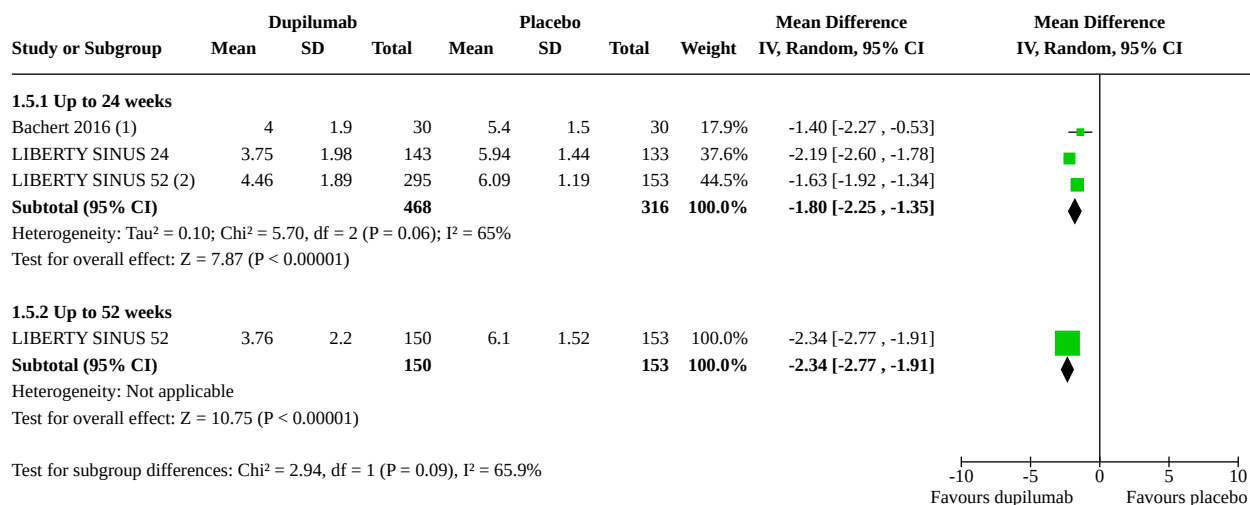 Dupilumab Placebo Mean Difference Mean Difference
Study or Subgroup Mean SD Total Mean SD Total Weight IV, Random, 95% CI IV, Random, 95% CI
1.5.1 Up to 24 weeks
Bachert 2016 (1) 4 1.9 30 5.4 1.5 30 17.9% -1.40 [-2.27 , -0.53]
LIBERTY SINUS 24 3.75 1.98 143 5.94 1.44 133 37.6% -2.19 [-2.60 , -1.78]
LIBERTY SINUS 52 (2) 4.46 1.89 295 6.09 1.19 153 44.5% -1.63 [-1.92 , -1.34]
Subtotal (95% CI) 468 316 100.0% -1.80 [-2.25 , -1.35]
Heterogeneity: Tau² = 0.10; Chi² = 5.70, df = 2 (P = 0.06); I² = 65%
Test for overall effect: Z = 7.87 (P < 0.00001)
1.5.2 Up to 52 weeks
LIBERTY SINUS 52 3.76 2.2 150 6.1 1.52 153 100.0% -2.34 [-2.77 , -1.91]
Subtotal (95% CI) 150 153 100.0% -2.34 [-2.77 , -1.91]
Heterogeneity: Not applicable
Test for overall effect: Z = 10.75 (P < 0.00001)
Test for subgroup differences: Chi² = 2.94, df = 1 (P = 0.09), I² = 65.9%
-10 -5 0 5 10
Favours dupilumab Favours placebo